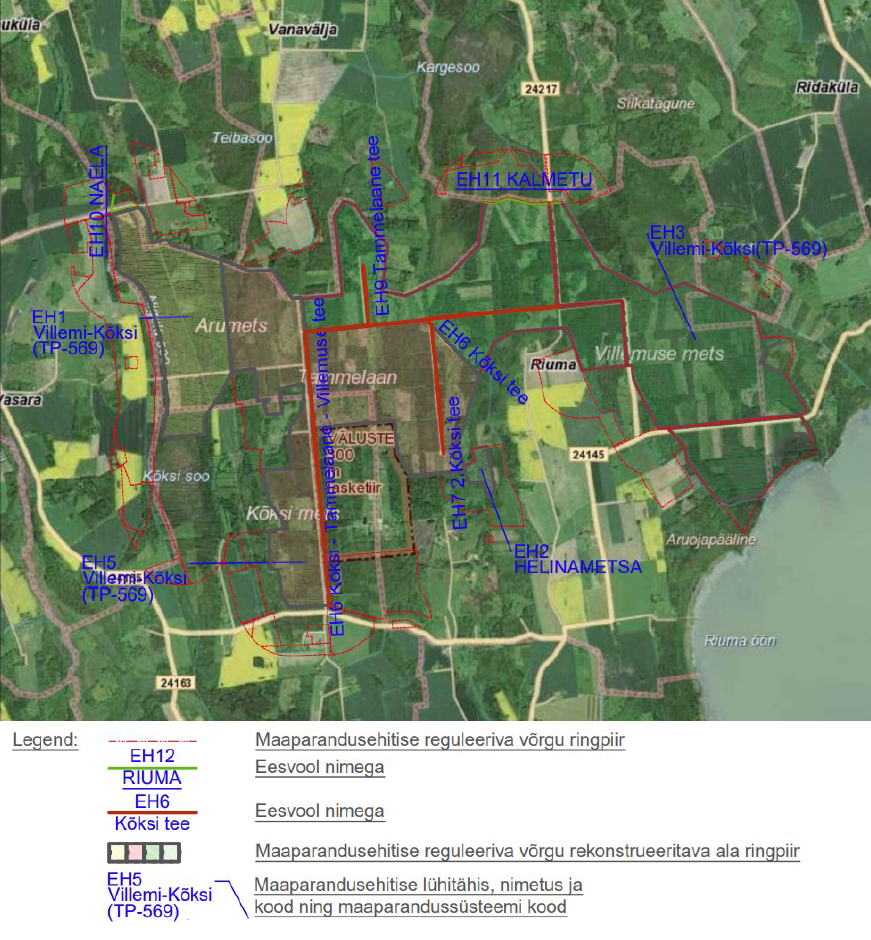 Vanavälja
Kargesoo
24217
Ridaküla
Silkatagune
Teibasoo
EH10 NAELA
EH9 Tammelaane tee
EH11 KALMETU
EH3
Villemi-Kõksi(TP-569)
EH1
Villemi-Kõksi
(TP-569)
Arumets
EH6 Kõksi tee
Riuma
Villemuse mets
Tammelaan
EH6 Kõksi - Tammelaane - Villemuse tee
VALUSTE
Kõksi soo
24145
EH7 2.Kõksi tee
Kõksi mets
Aruojapääline
EH2
HELINAMETSA
EH5
Villemi-Kõksi
(TP-569)
Riuma öön
24163
Legend:
Maaparandusehitise reguleeriva võrgu ringpiir
EH12
RIUMA
Eesvool nimega
EH6
Kõksi tee
Eesvool nimega
Maaparandusehitise reguleeriva võrgu rekonstrueeritava ala ringpiir
EH5
Villemi-Kõksi
(TP-569)
Maaparandusehitise lühitähis, nimetus ja
kood ning maaparandussüsteemi kood